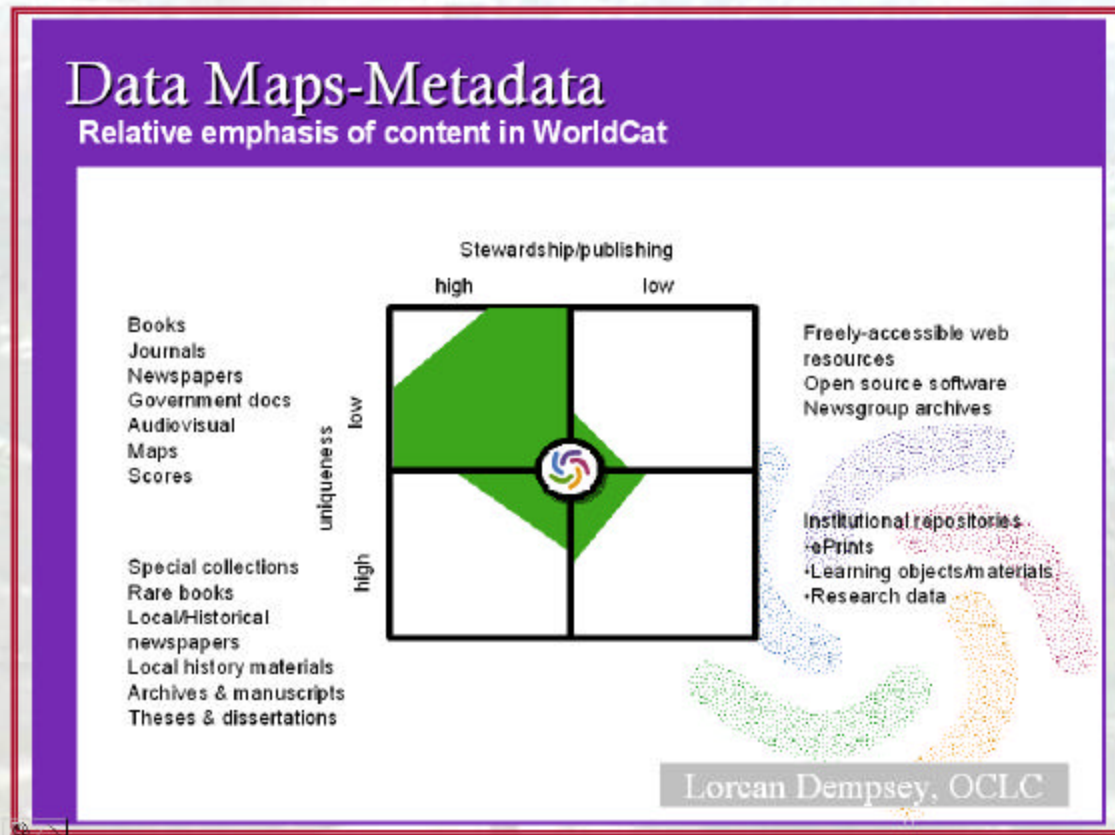 Data Maps-Metadata
Relative emphasis of content in WorldCat
Stewardship/publishing
high
low
Books
Journals
Newspapers
Government docs
Audiovisual
Maps
Scores
uniqueness
low
high
Special collections
Rare books
Local/Historical
newspapers
Local history materials
Archives & manuscripts
Theses & dissertations
Freely-accessible web
resources
Open source software
Newsgroup archives
Institutional repositories
•ePrints
•Learning objects/materials
•Research data
Lorcan Dempsey, OCLC